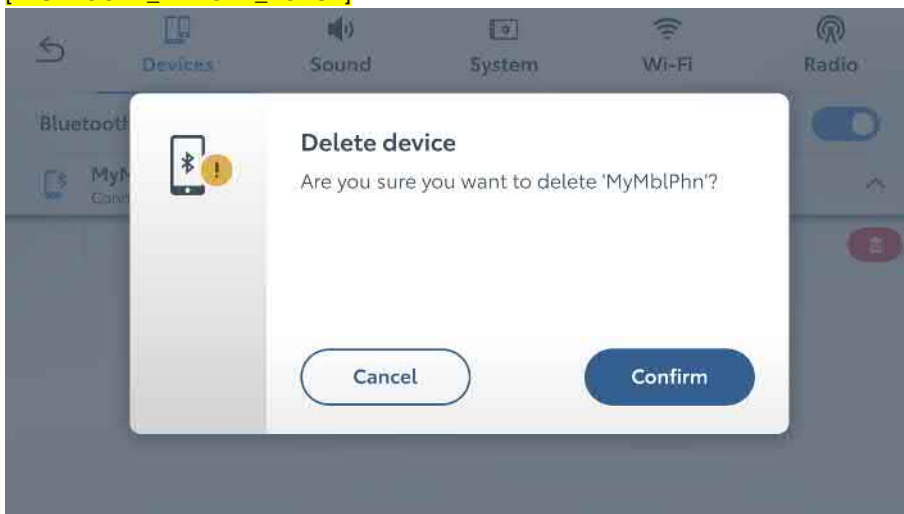 Devices
Sound
System
Wi-Fi
Radio
Delete device
Are you sure you want to delete 'MyMblPhn'?
Cancel
Confirm